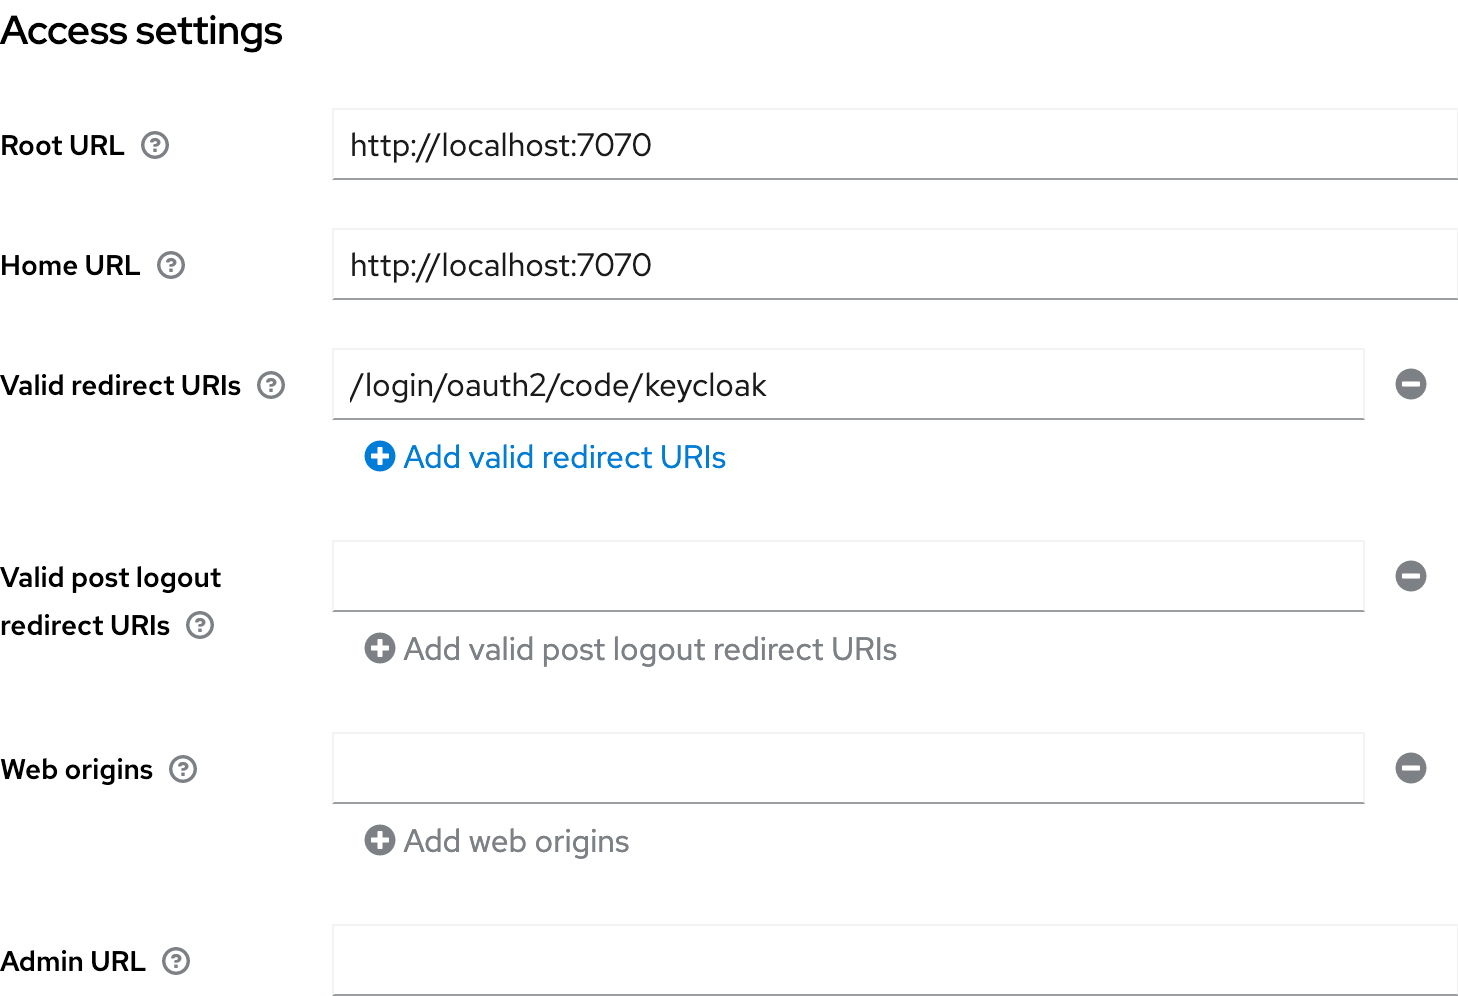 Access settings
Root URL
http://localhost:7070
Home URL
http://localhost:7070
Valid redirect URIs
/login/oauth2/code/keycloak
Add valid redirect URIs
Valid post logout
redirect URIs
Add valid post logout redirect URIs
Web origins
Add web origins
Admin URL